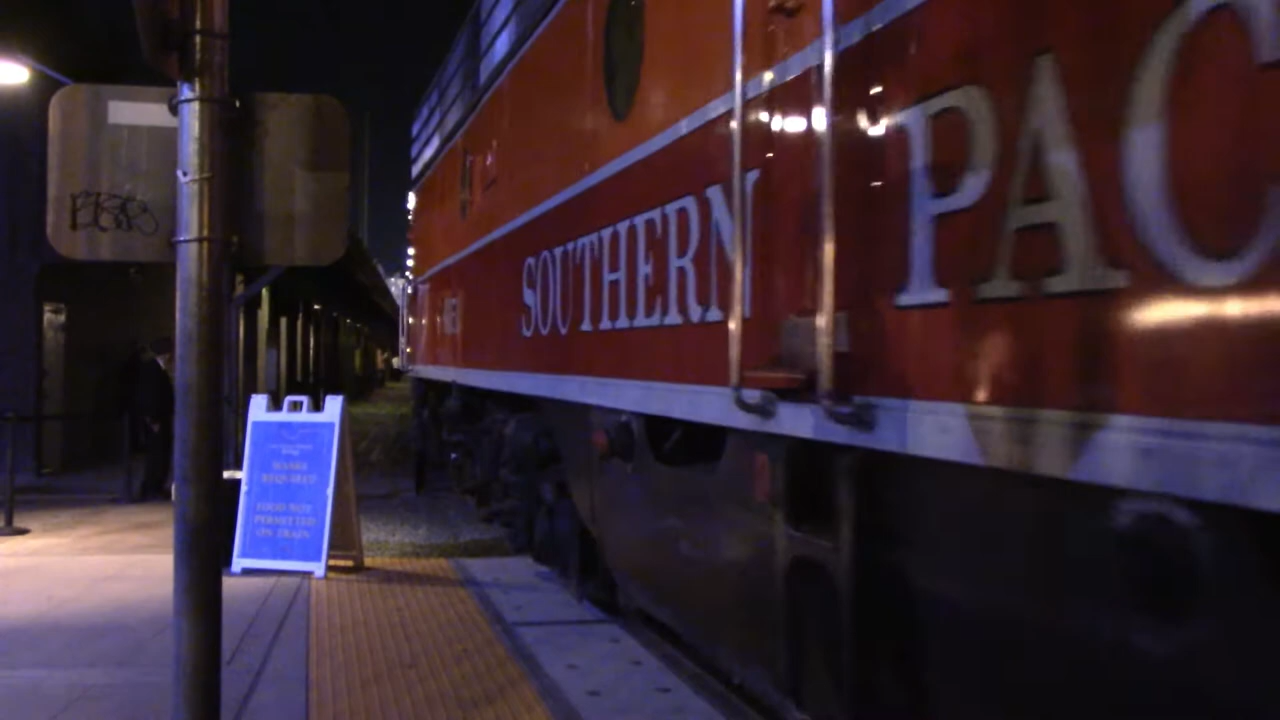 SOUTHERN PAC
MASKS
REQUIRED
FOOD NOT
PERMITTED
ON TRAIN